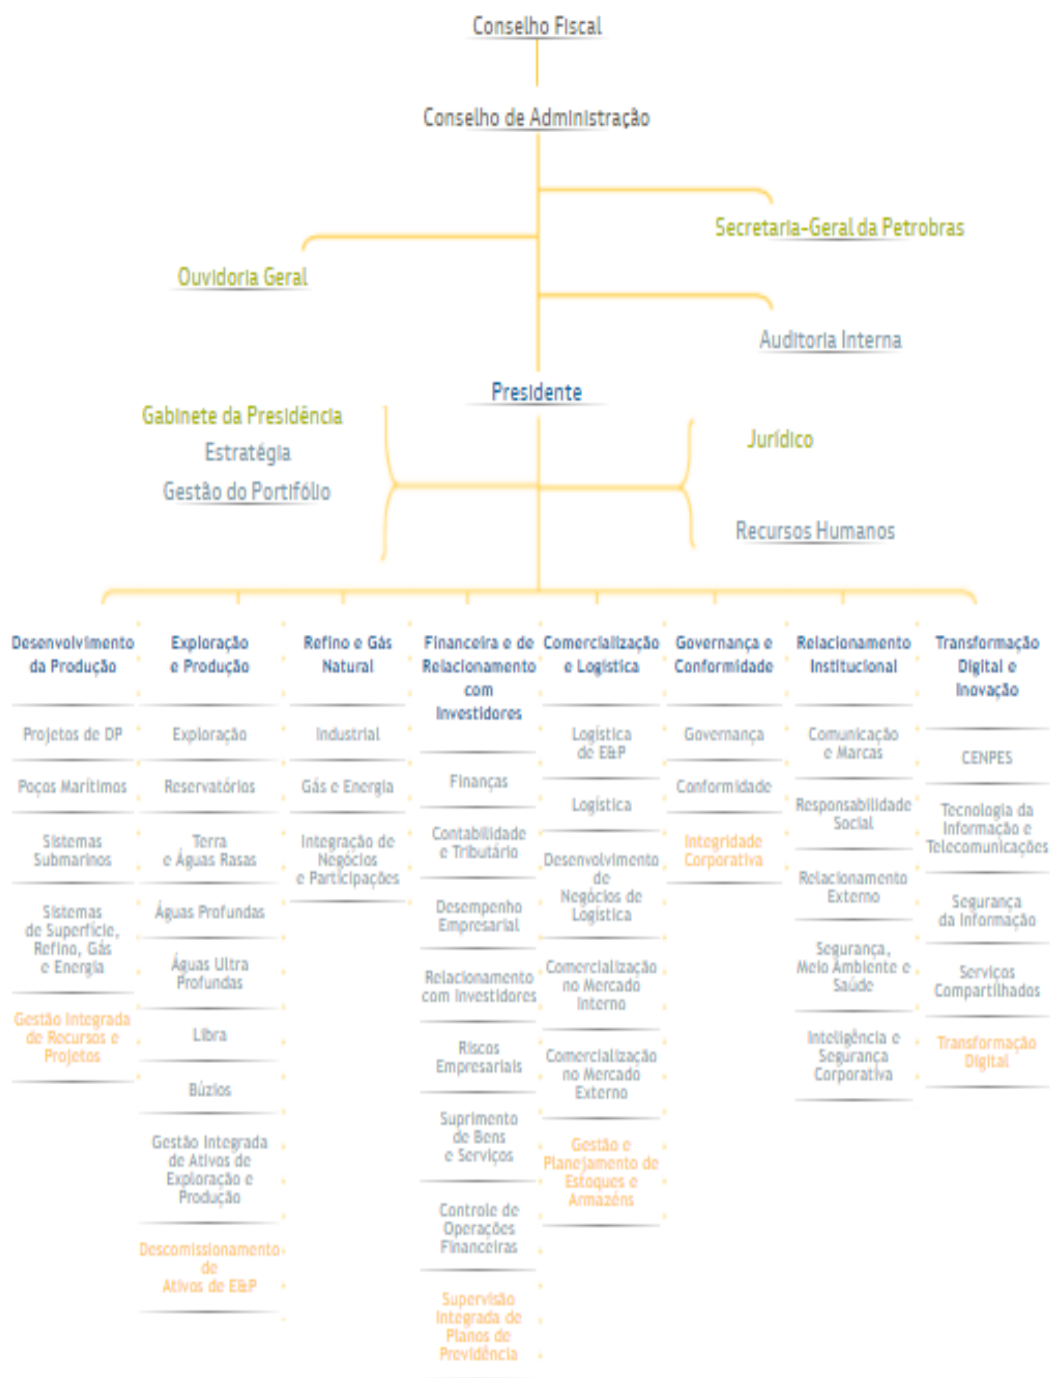 Conselho Fiscal
Conselho de Administração
Secretaria-Geral da Petrobras
Ouvidoria Geral
Auditoria Interna
Presidente
Gabinete da Presidência
Estratégia
Gestão do Portifólio
Jurídico
Recursos Humanos
Desenvolvimento
da Produção
Projetos de DP
Poços Marítimos
Sistemas
Submarinos
Sistemas
de Superfície,
Refino, Gás
e Energia
Gestão Integrada
de Recursos e
Projetos
Exploração
e Produção
Exploração
Reservatórios
Terra
e Águas Rasas
Águas Profundas
Águas Ultra
Profundas
Libra
Búzios
Gestão Integrada
de Ativos de
Exploração e
Produção
Descomissionamento
de
Ativos de E&P
Refino e Gás
Natural
Industrial
Gás e Energia
Integração de
Negócios
e Participações
Financeira e de
Relacionamento
com
Investidores
Finanças
Contabilidade
e Tributário
Desempenho
Empresarial
Relacionamento
com Investidores
Riscos
Empresariais
Suprimento
de Bens
e Serviços
Controle de
Operações
Financeiras
Supervisão
Integrada de
Planos de
Previdência
Comercialização
e Logística
Logística
de E&P
Logística
Desenvolvimento
de
Negócios de
Logística
Comercialização
no Mercado
Interno
Comercialização
no Mercado
Externo
Gestão e
Planejamento de
Estoques e
Armazéns
Governança e
Conformidade
Governança
Conformidade
Integridade
Corporativa
Relacionamento
Institucional
Comunicação
e Marcas
Responsabilidade
Social
Relacionamento
Externo
Segurança,
Meio Ambiente e
Saúde
Inteligência e
Segurança
Corporativa
Transformação
Digital e
Inovação
CENPES
Tecnologia da
Informação e
Telecomunicações
Segurança
da Informação
Serviços
Compartilhados
Transformação
Digital